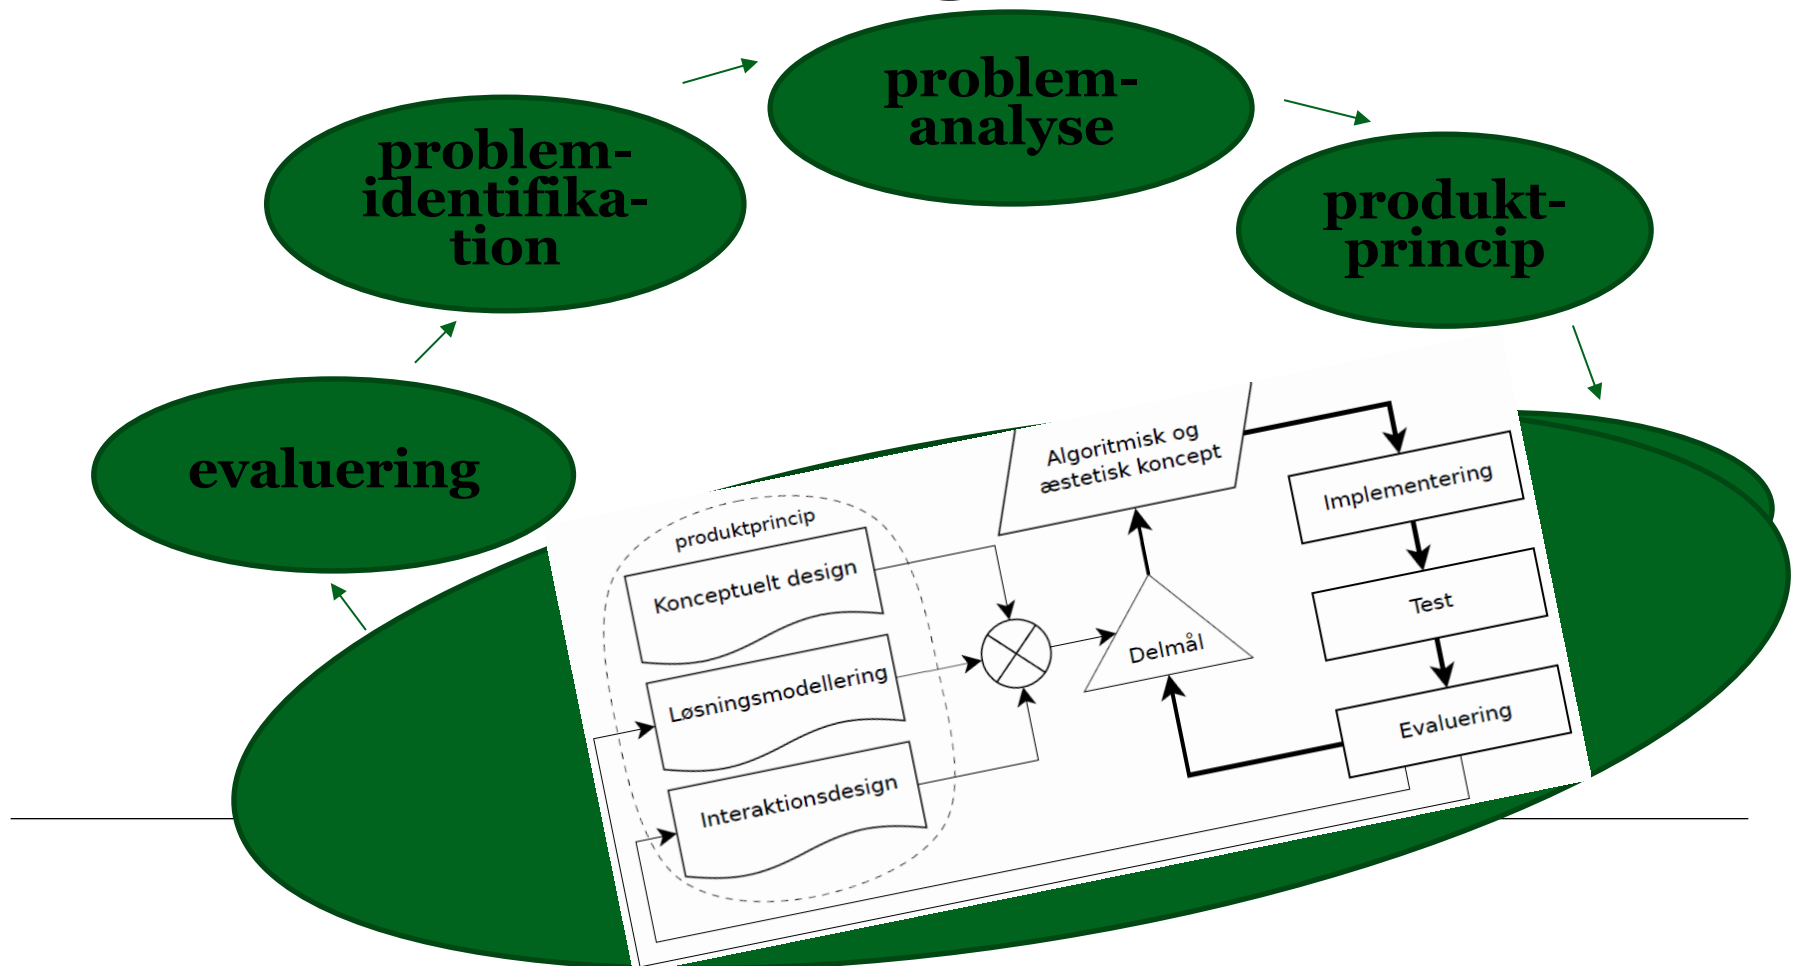 problem-
analyse
problem-
identifika-
tion
produkt-
princip
evaluering
produktprincip
Konceptuelt design
Løsningsmodellering
Interaktionsdesign
Delmål
Algoritmisk og
æstetisk koncept
Implementering
Test
Evaluering